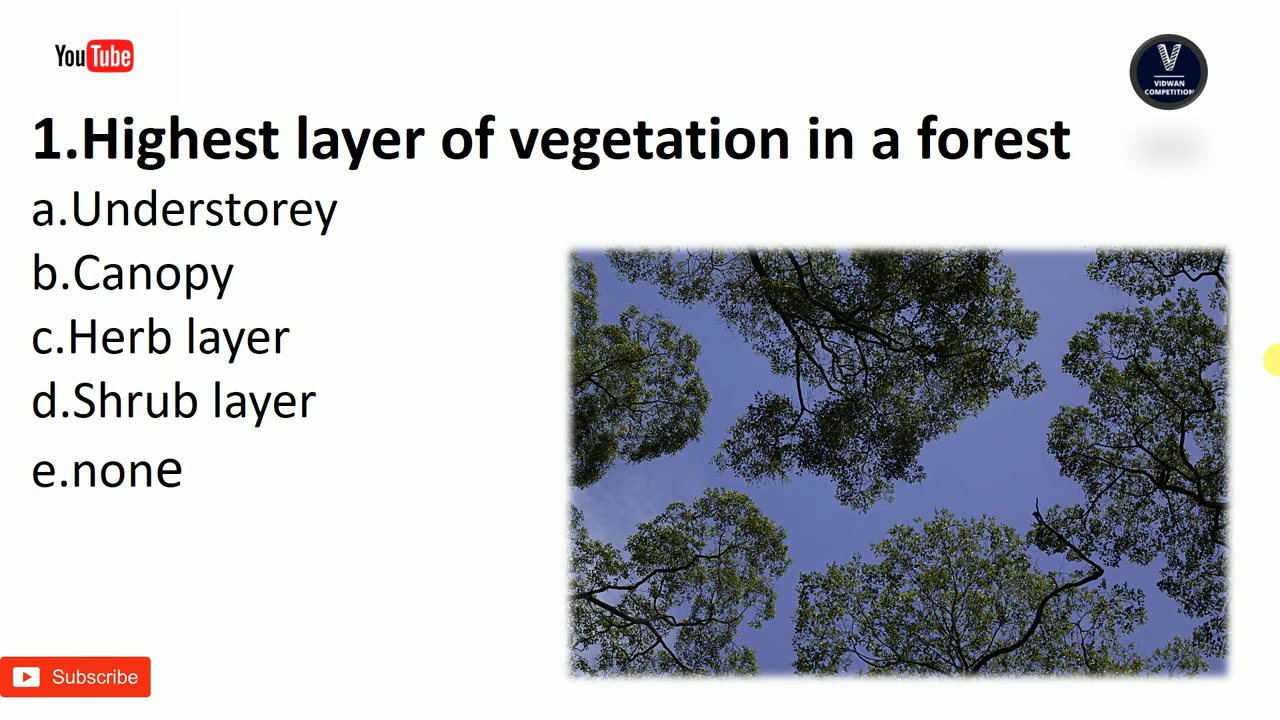 YouTube
V
VIDWAN
COMPETITION
1.Highest layer of vegetation in a forest
a.Understorey
b.Canopy
c.Herb layer
d.Shrub layer
e.none
Subscribe